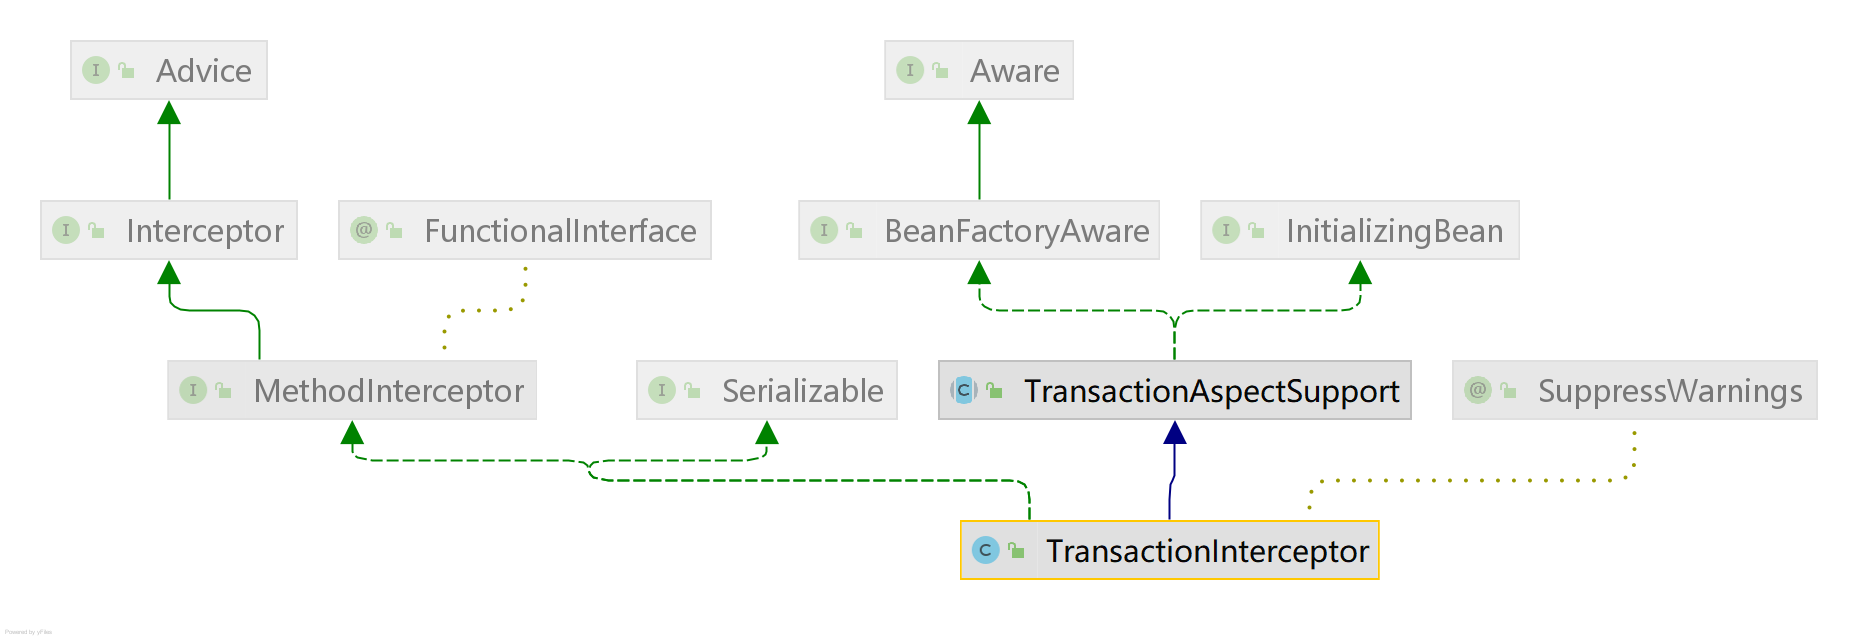 I Advice
I Aware
I Interceptor
@ FunctionalInterface
I BeanFactoryAware
I InitializingBean
I MethodInterceptor
I Serializable
C TransactionAspectSupport
@ SuppressWarnings
C TransactionInterceptor
Powered by yFiles